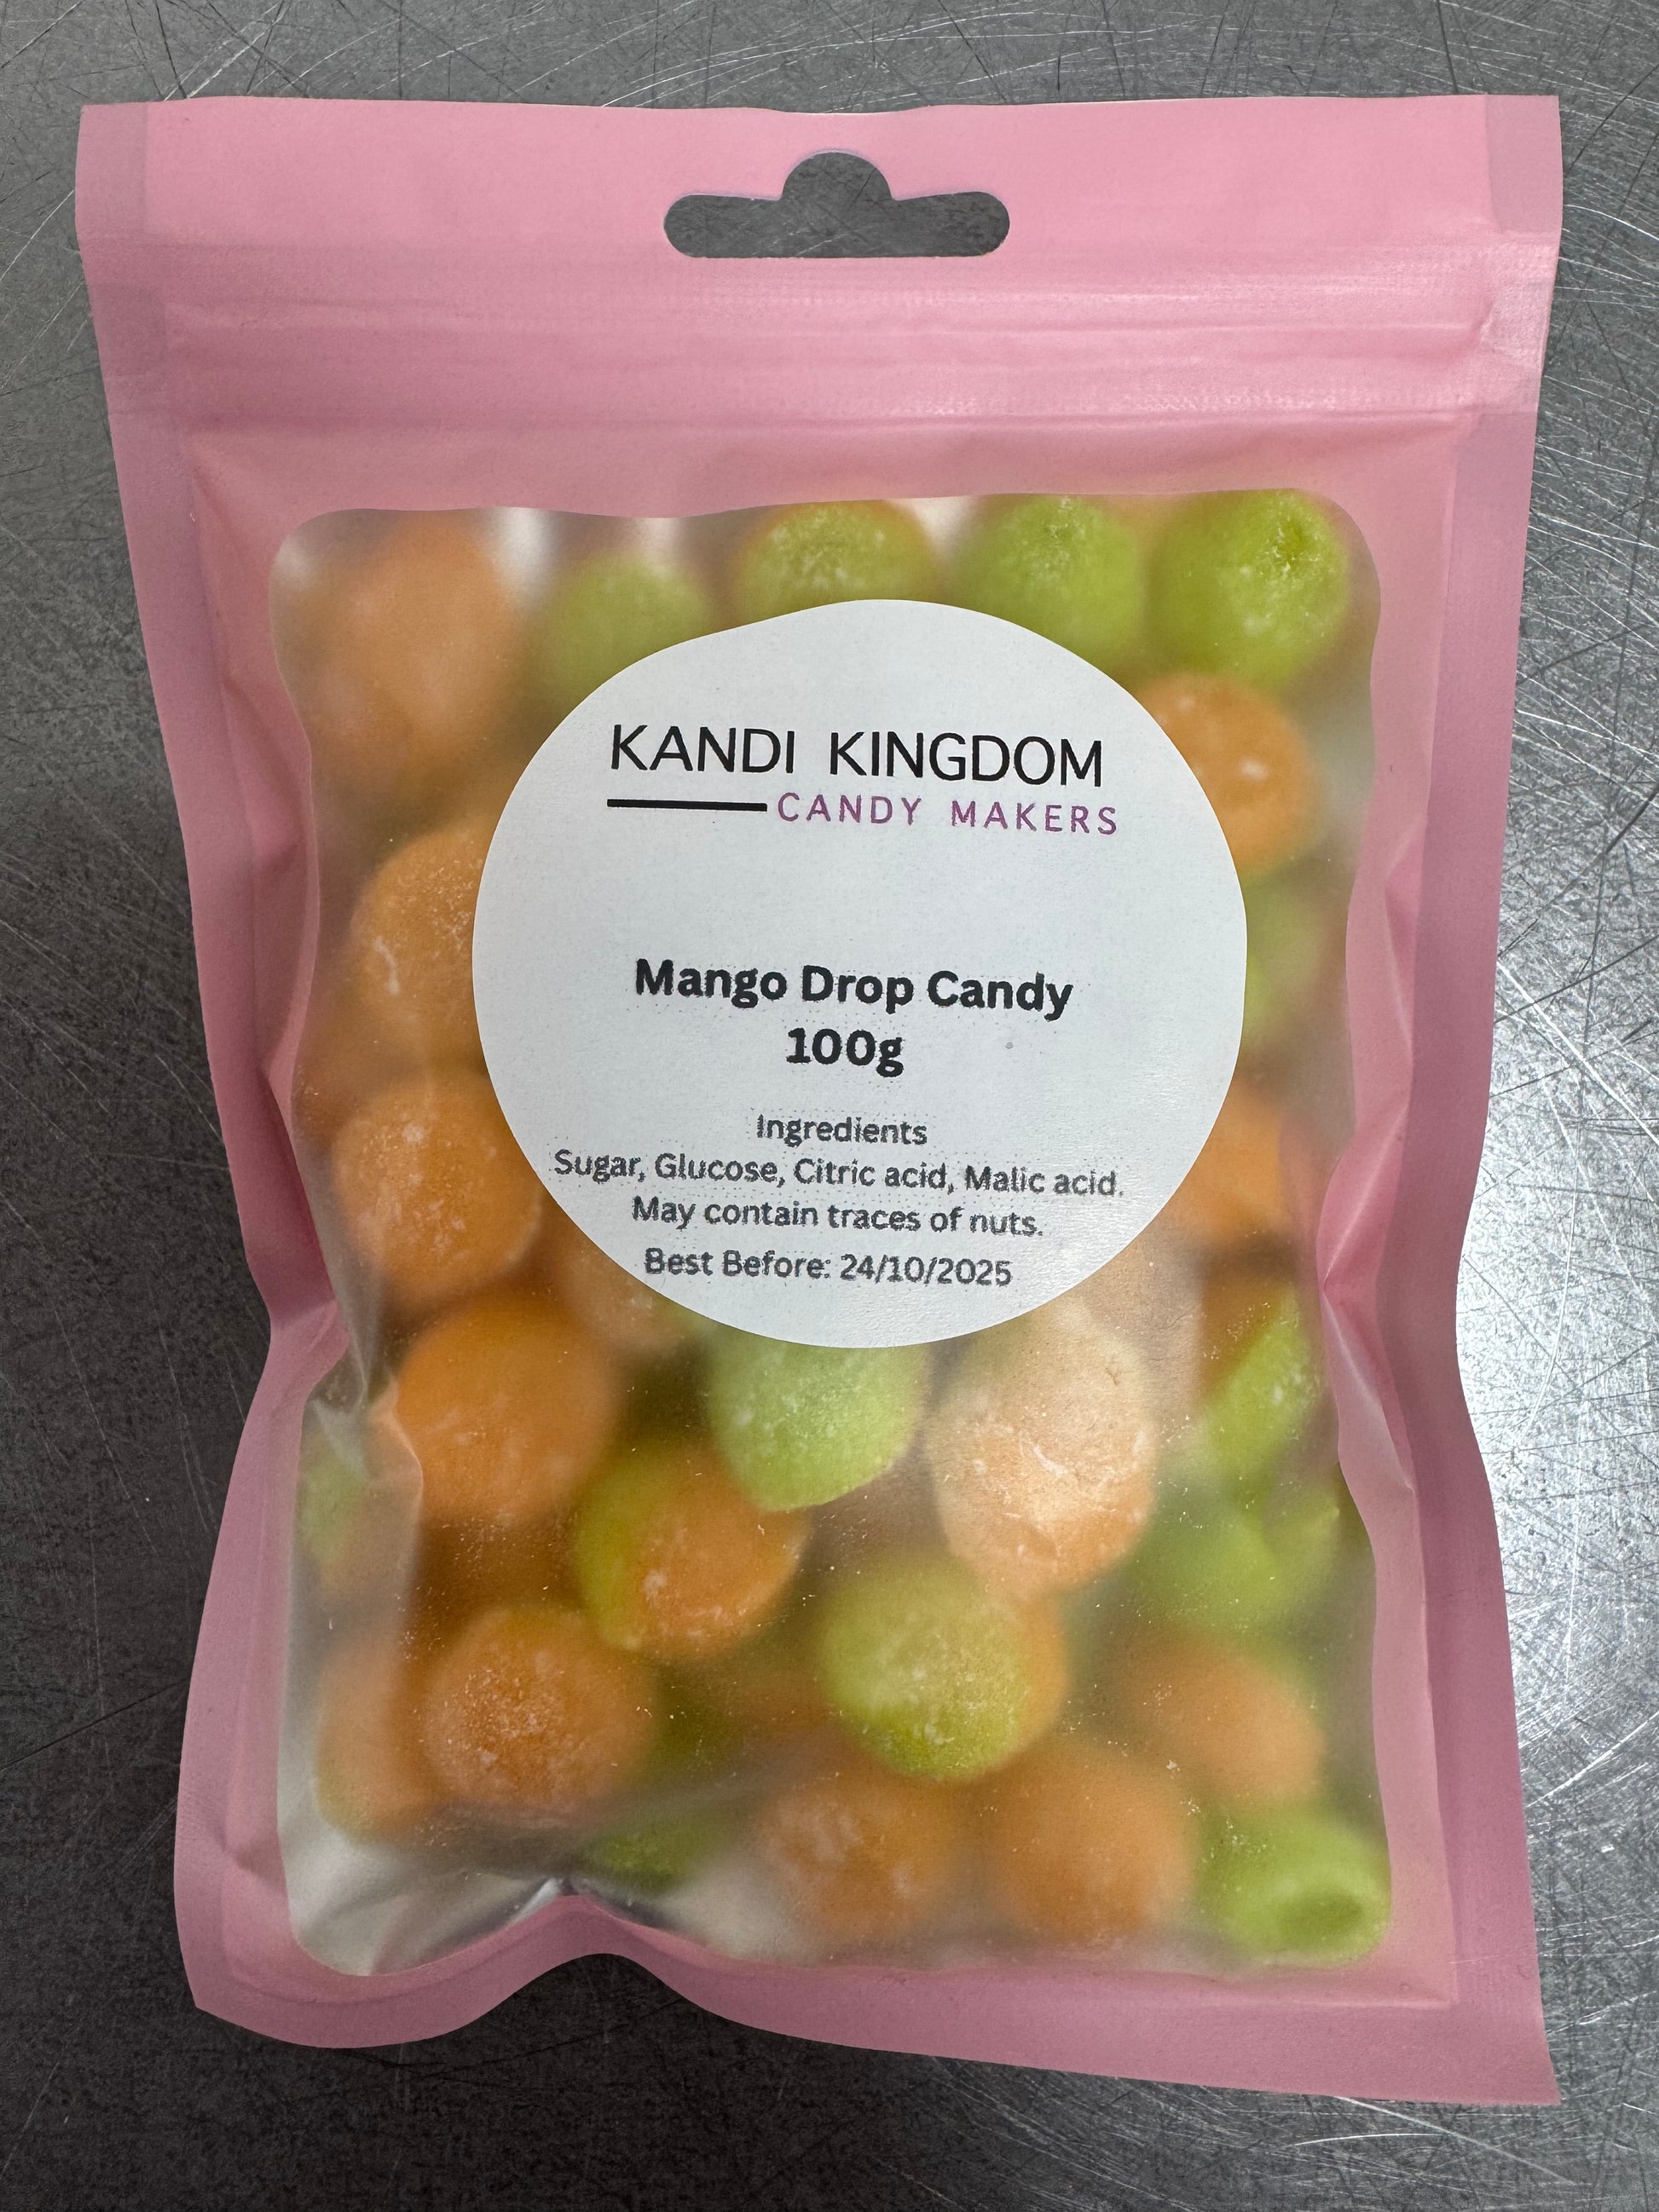 KANDI KINGDOM
CANDY MAKERS
Mango Drop Candy
100g
Ingredients
Sugar, Glucose, Citric acid, Malic acid.
May contain traces of nuts.
Best Before: 24/10/2025